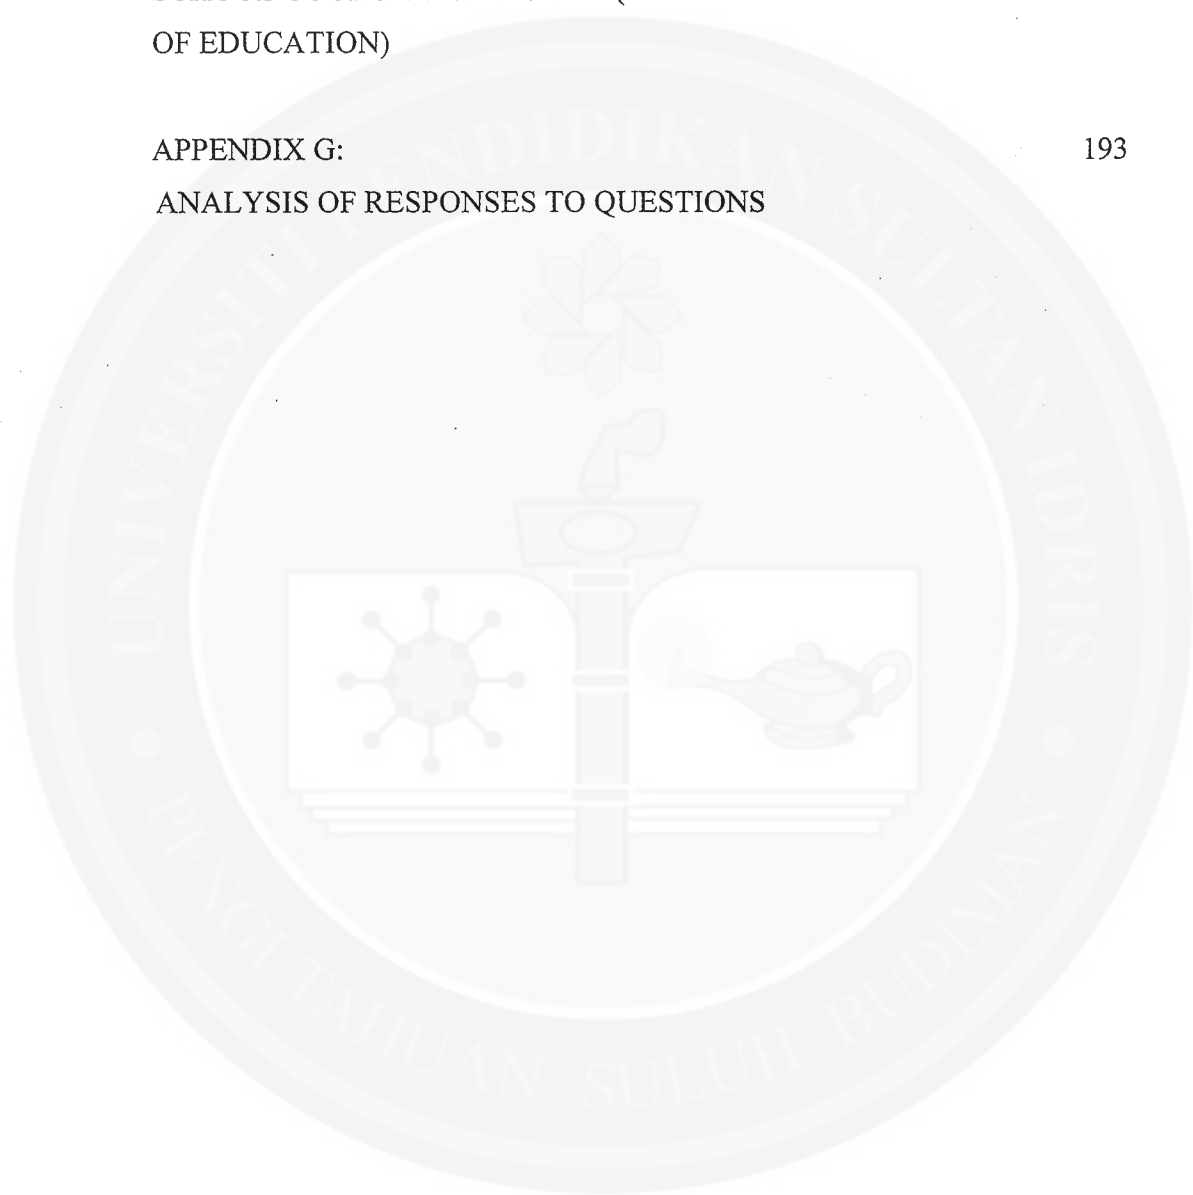 OF EDUCATION)
APPENDIX G: 193
ANALYSIS OF RESPONSES TO QUESTIONS
UNIVERSITI PENDIDIKAN SULTAN IDRIS
PENGETAHUAN SULUH BUDIMAN